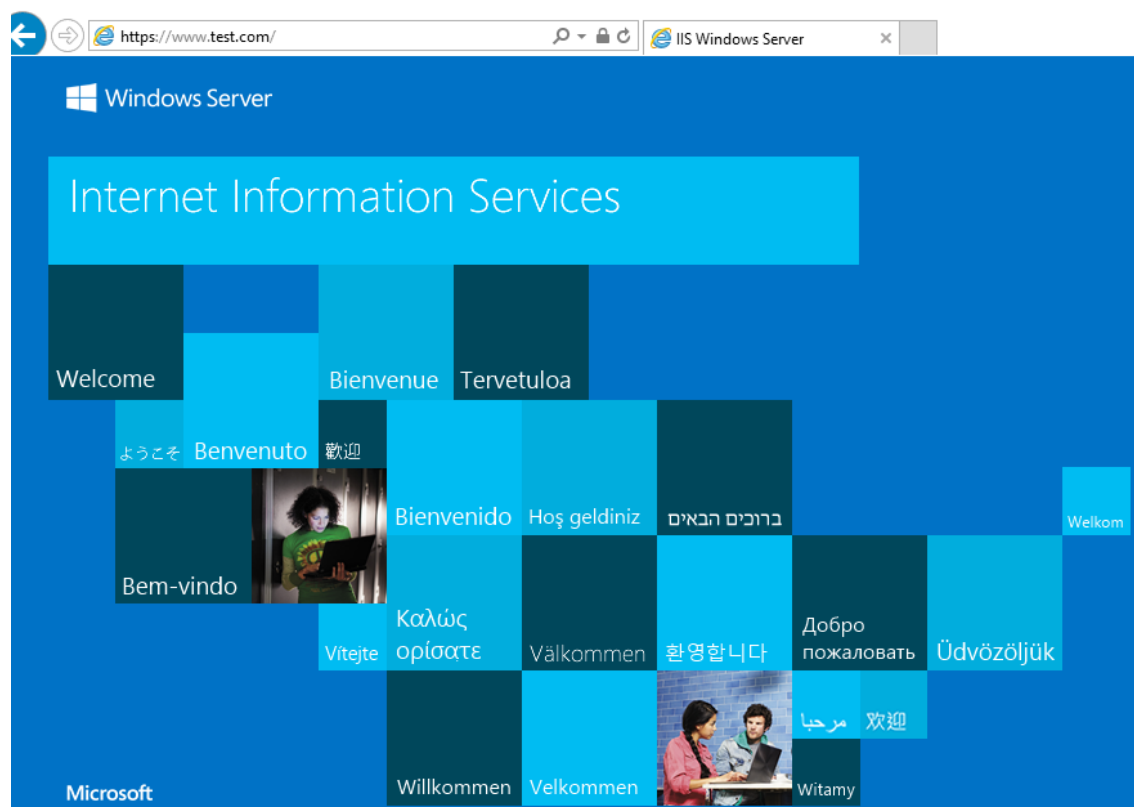 https://www.test.com/
IIS Windows Server
Windows Server
Internet Information Services
Welcome
Bienvenue
Tervetuloa
ようこそ
Benvenuto
歡迎
Bienvenido
Hoş geldiniz
ברוכים הבאים
Welkom
Bem-vindo
Vítejte
Καλώς
ορίσατε
Välkommen
환영합니다
Добро
пожаловать
Üdvözöljük
مرحبا
欢迎
Microsoft
Willkommen
Velkommen
Witamy